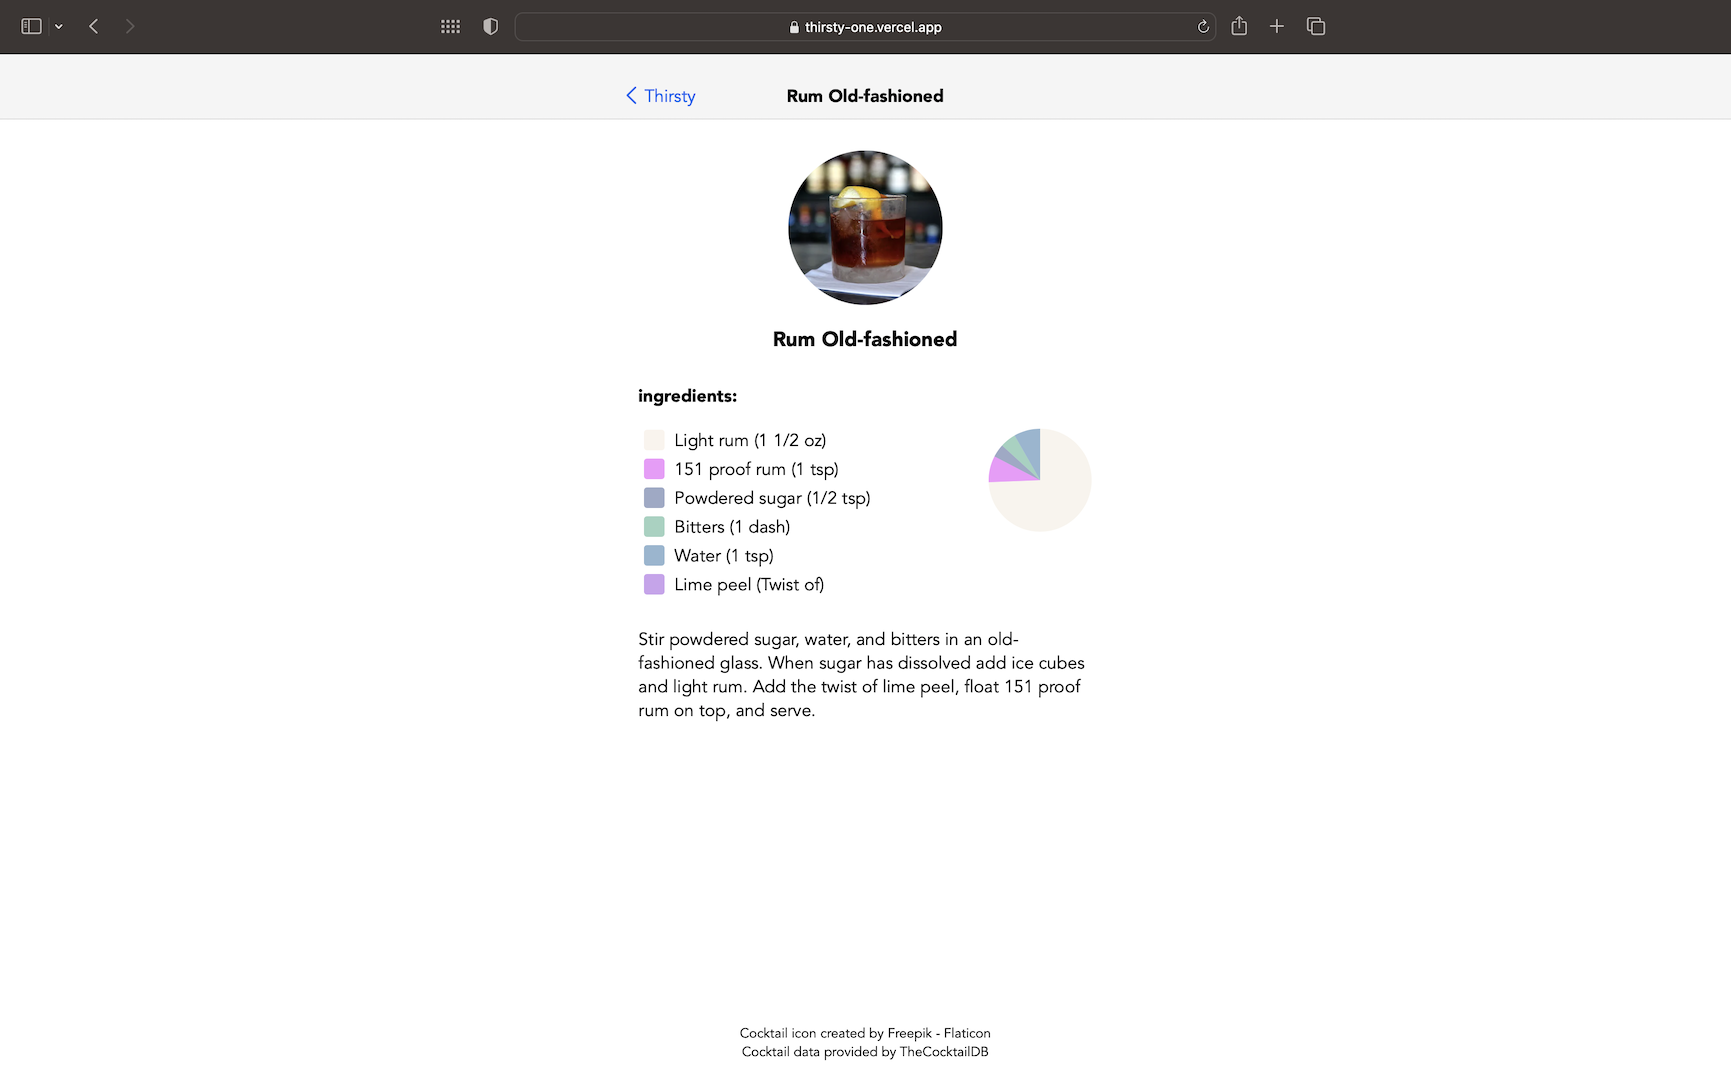 thirsty-one.vercel.app
Thirsty
Rum Old-fashioned
Rum Old-fashioned
ingredients:
Light rum (1 1/2 oz)
151 proof rum (1 tsp)
Powdered sugar (1/2 tsp)
Bitters (1 dash)
Water (1 tsp)
Lime peel (Twist of)
Stir powdered sugar, water, and bitters in an old-
fashioned glass. When sugar has dissolved add ice cubes
and light rum. Add the twist of lime peel, float 151 proof
rum on top, and serve.
Cocktail icon created by Freepik - Flaticon
Cocktail data provided by TheCocktailDB